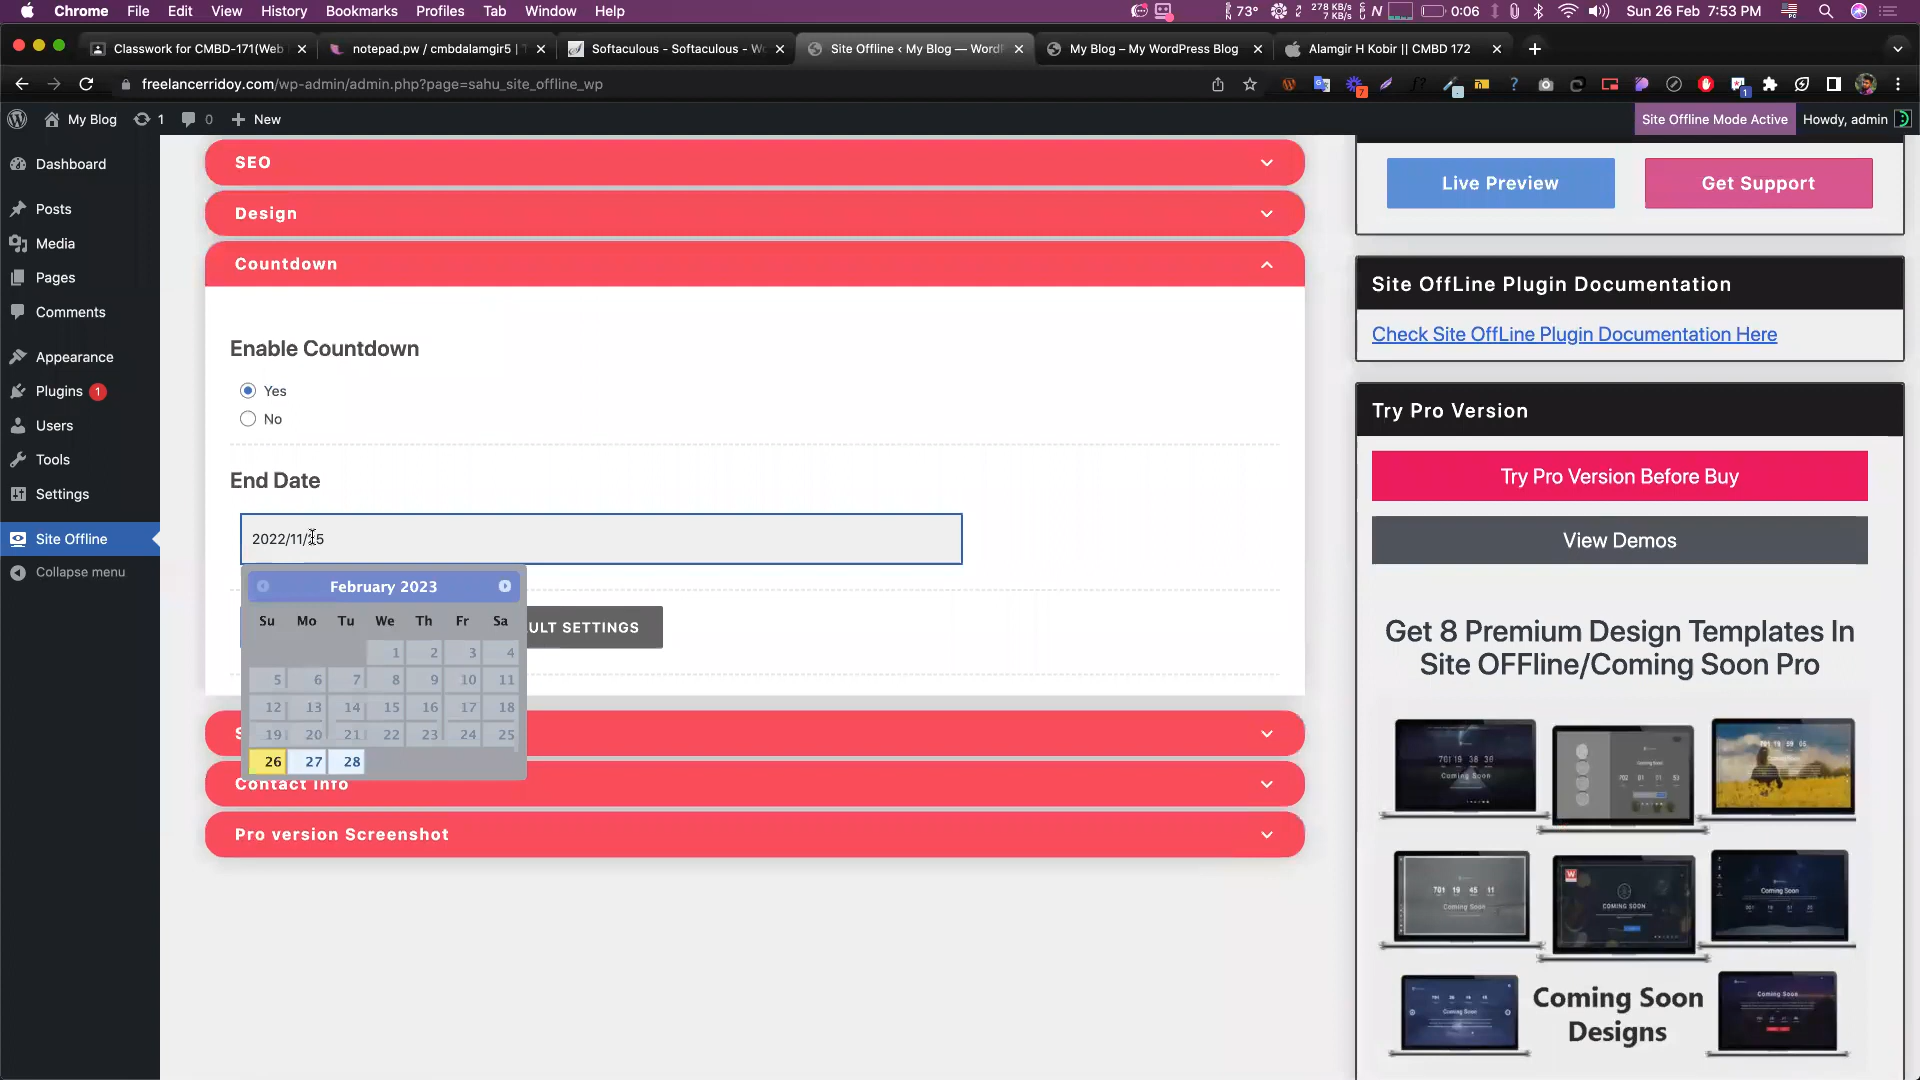 Chrome File Edit View History Bookmarks Profiles Tab Window Help 73° 278 KB/s 7 KB/s N 0:06 Sun 26 Feb 7:53 PM
Classwork for CMBD-171(Web
notepad.pw / cmbdalamgir5 | T
Softaculous - Softaculous - W
Site Offline ‹ My Blog — Word
My Blog – My WordPress Blog
Alamgir H Kobir || CMBD 172
freelancerridoy.com/wp-admin/admin.php?page=sahu_site_offline_wp
My Blog 1 0 + New
Site Offline Mode Active Howdy, admin
Dashboard
Posts
Media
Pages
Comments
Appearance
Plugins 1
Users
Tools
Settings
Site Offline
Collapse menu
SEO
Design
Countdown
Enable Countdown
Yes
No
End Date
2022/11/15
February 2023
Su Mo Tu We Th Fr Sa
1 2 3 4
5 6 7 8 9 10 11
12 13 14 15 16 17 18
19 20 21 22 23 24 25
26 27 28
ULT SETTINGS
S
Contact Info
Pro version Screenshot
Live Preview
Get Support
Site OffLine Plugin Documentation
Check Site OffLine Plugin Documentation Here
Try Pro Version
Try Pro Version Before Buy
View Demos
Get 8 Premium Design Templates In
Site OFFline/Coming Soon Pro
Coming Soon
Designs